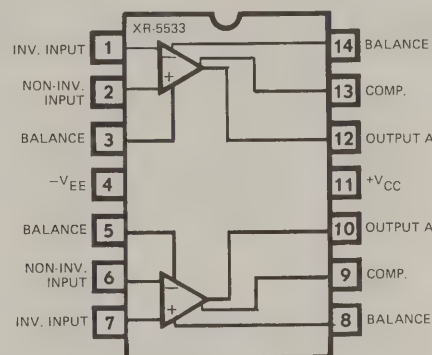 XR-5533
INV. INPUT 1
NON-INV. INPUT 2
BALANCE 3
−VEE 4
BALANCE 5
NON-INV. INPUT 6
INV. INPUT 7
14 BALANCE
13 COMP.
12 OUTPUT A
11 +VCC
10 OUTPUT A
9 COMP.
8 BALANCE
−
+
−
+